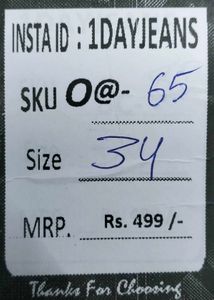 INSTA ID : 1DAYJEANS
SKU O@- 65
Size 34
MRP. Rs. 499 /-
Thanks For Choosing